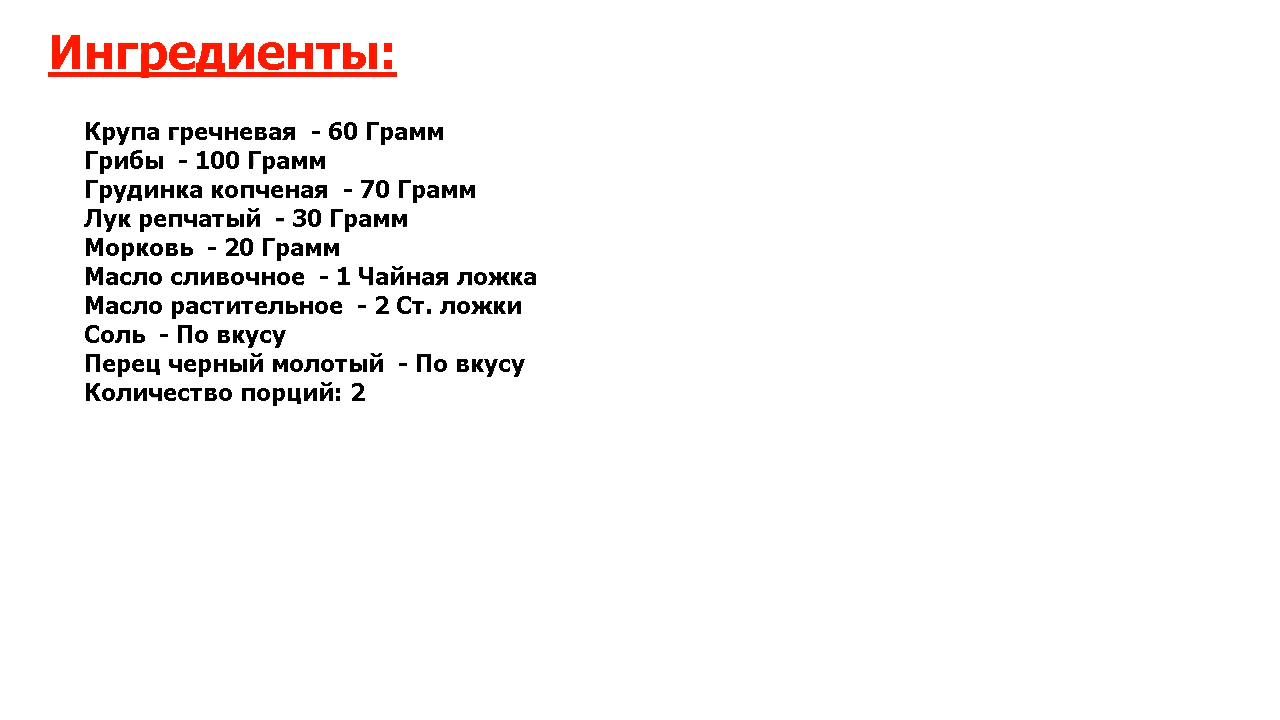 Ингредиенты:
Крупа гречневая  - 60 Грамм
Грибы  - 100 Грамм
Грудинка копченая  - 70 Грамм
Лук репчатый  - 30 Грамм
Морковь  - 20 Грамм
Масло сливочное  - 1 Чайная ложка
Масло растительное  - 2 Ст. ложки
Соль  - По вкусу
Перец черный молотый  - По вкусу
Количество порций: 2